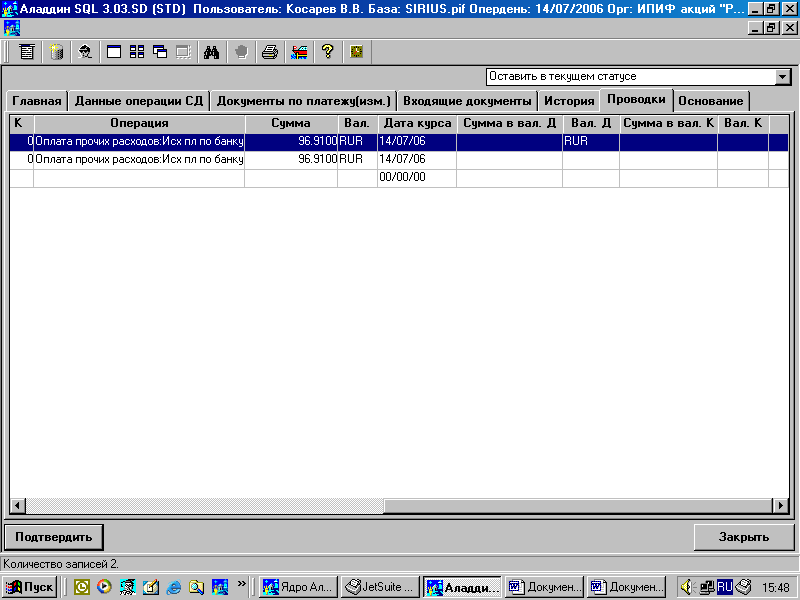 Аладдин SQL 3.03.SD (STD) Пользователь: Косарев В.В. База: SIRIUS.pif Опердень: 14/07/2006 Орг: ИПИФ акций "Р...
Оставить в текущем статусе
Главная Данные операции СД Документы по платежу(изм.) Входящие документы История Проводки Основание
К Операция Сумма Вал. Дата курса Сумма в вал. Д Вал. Д Сумма в вал. К Вал. К
0 Оплата прочих расходов:Исх пл по банку 96.9100 RUR 14/07/06 RUR
0 Оплата прочих расходов:Исх пл по банку 96.9100 RUR 14/07/06
00/00/00
Подтвердить Закрыть
Количество записей 2.
Пуск » Ядро Ал... JetSuite ... Аладди... Документ... Документ... RU 15:48